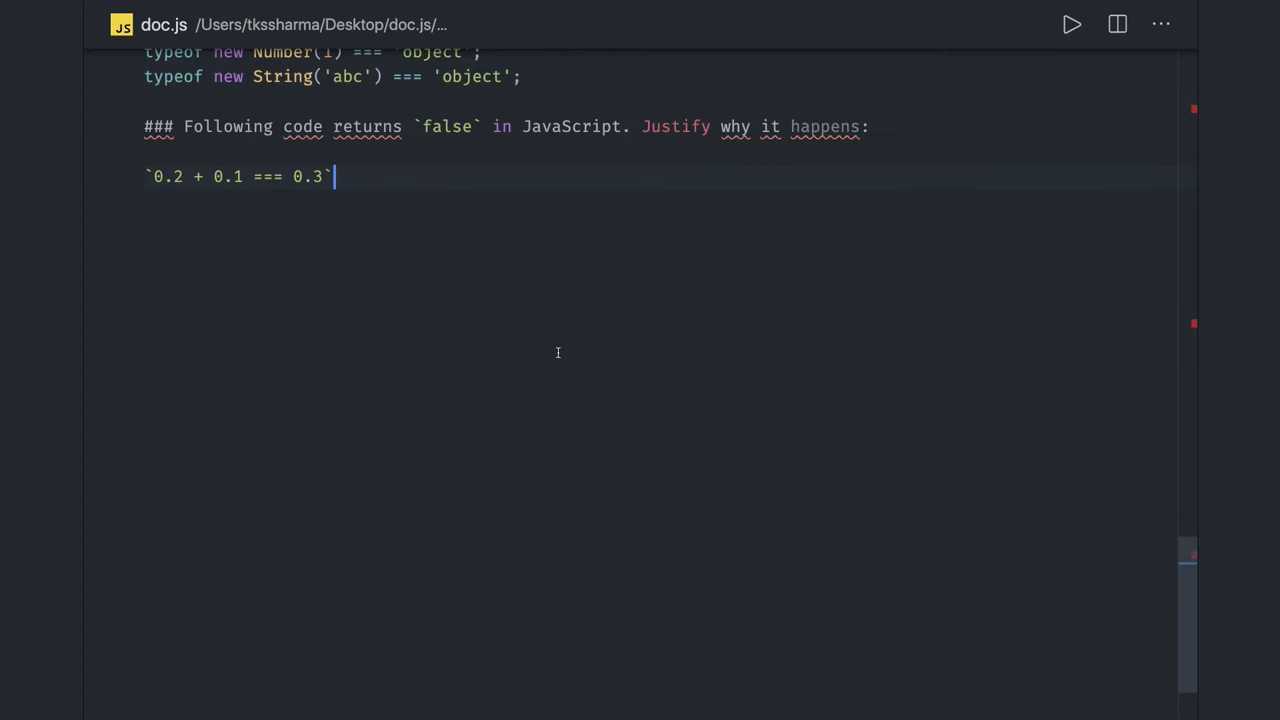 JS doc.js /Users/tkssharma/Desktop/doc.js/...
typeof new Number(1) === 'object';
typeof new String('abc') === 'object';
### Following code returns `false` in JavaScript. Justify why it happens:
`0.2 + 0.1 === 0.3`